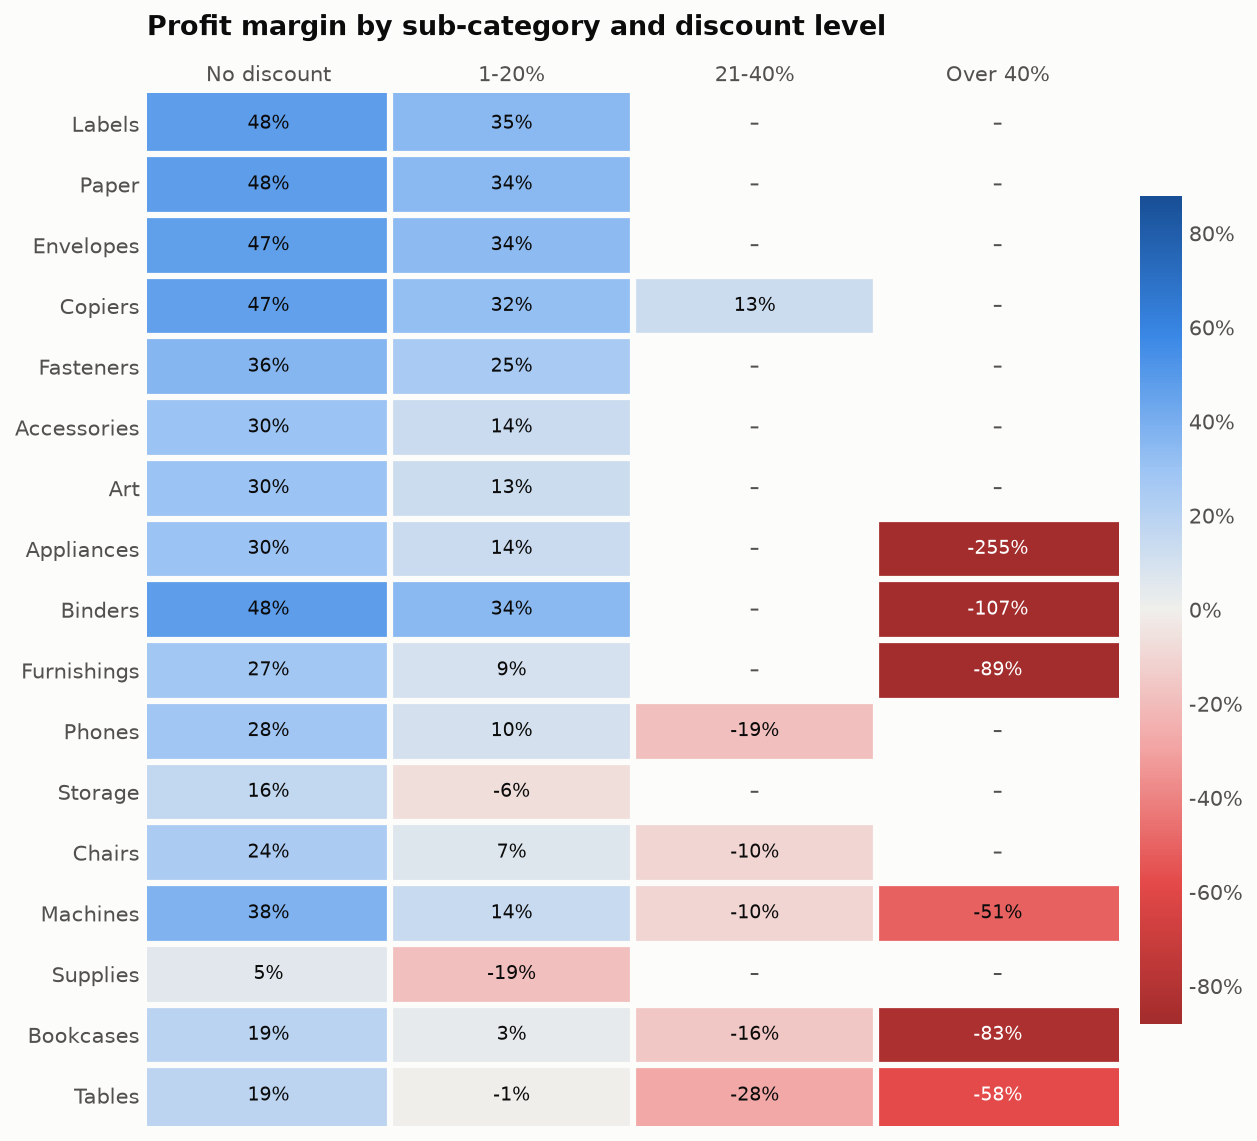 Profit margin by sub-category and discount level
No discount 1-20% 21-40% Over 40%
Labels 48% 35% – –
Paper 48% 34% – –
80%
Envelopes 47% 34% – –
Copiers 47% 32% 13% –
60%
Fasteners 36% 25% – –
40%
Accessories 30% 14% – –
Art 30% 13% – –
20%
Appliances 30% 14% – -255%
Binders 48% 34% – -107%
0%
Furnishings 27% 9% – -89%
-20%
Phones 28% 10% -19% –
Storage 16% -6% – –
-40%
Chairs 24% 7% -10% –
-60%
Machines 38% 14% -10% -51%
Supplies 5% -19% – –
-80%
Bookcases 19% 3% -16% -83%
Tables 19% -1% -28% -58%